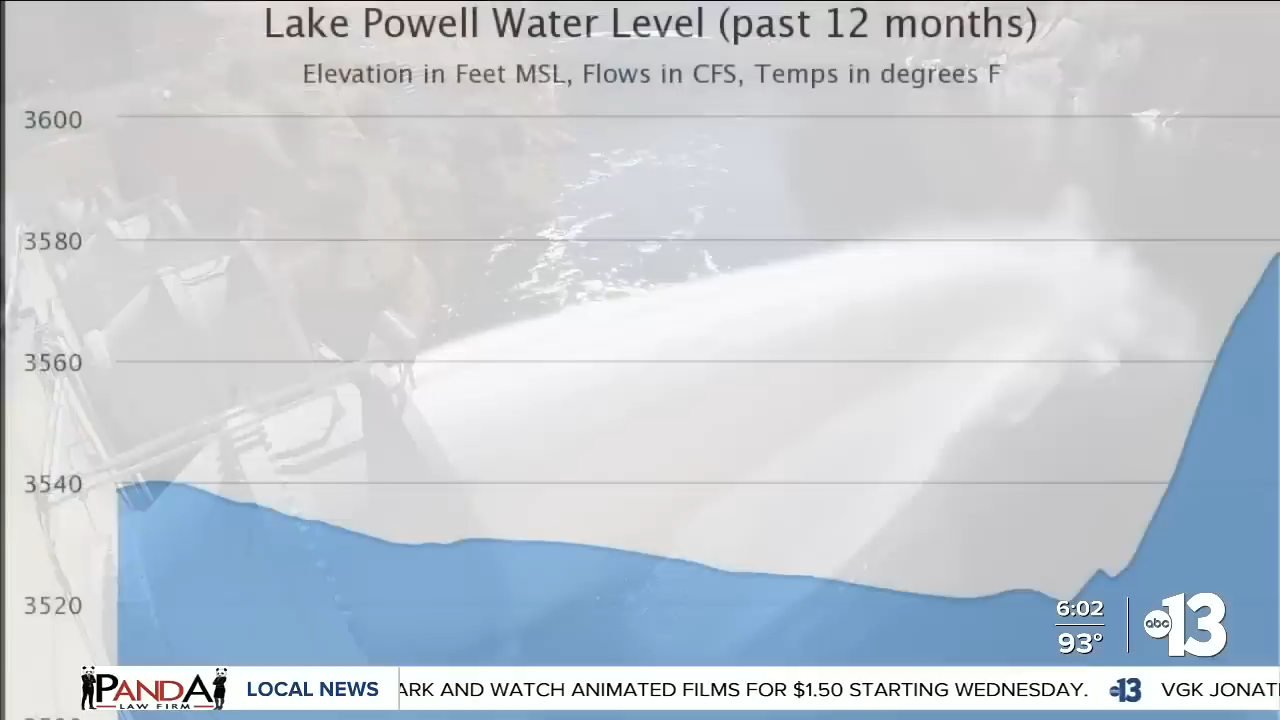 Lake Powell Water Level (past 12 months)
Elevation in Feet MSL, Flows in CFS, Temps in degrees F
3600
3580
3560
3540
3520
6:02
93°
abc 13
PANDA
LAW FIRM
LOCAL NEWS
ARK AND WATCH ANIMATED FILMS FOR $1.50 STARTING WEDNESDAY.
13
VGK JONAT